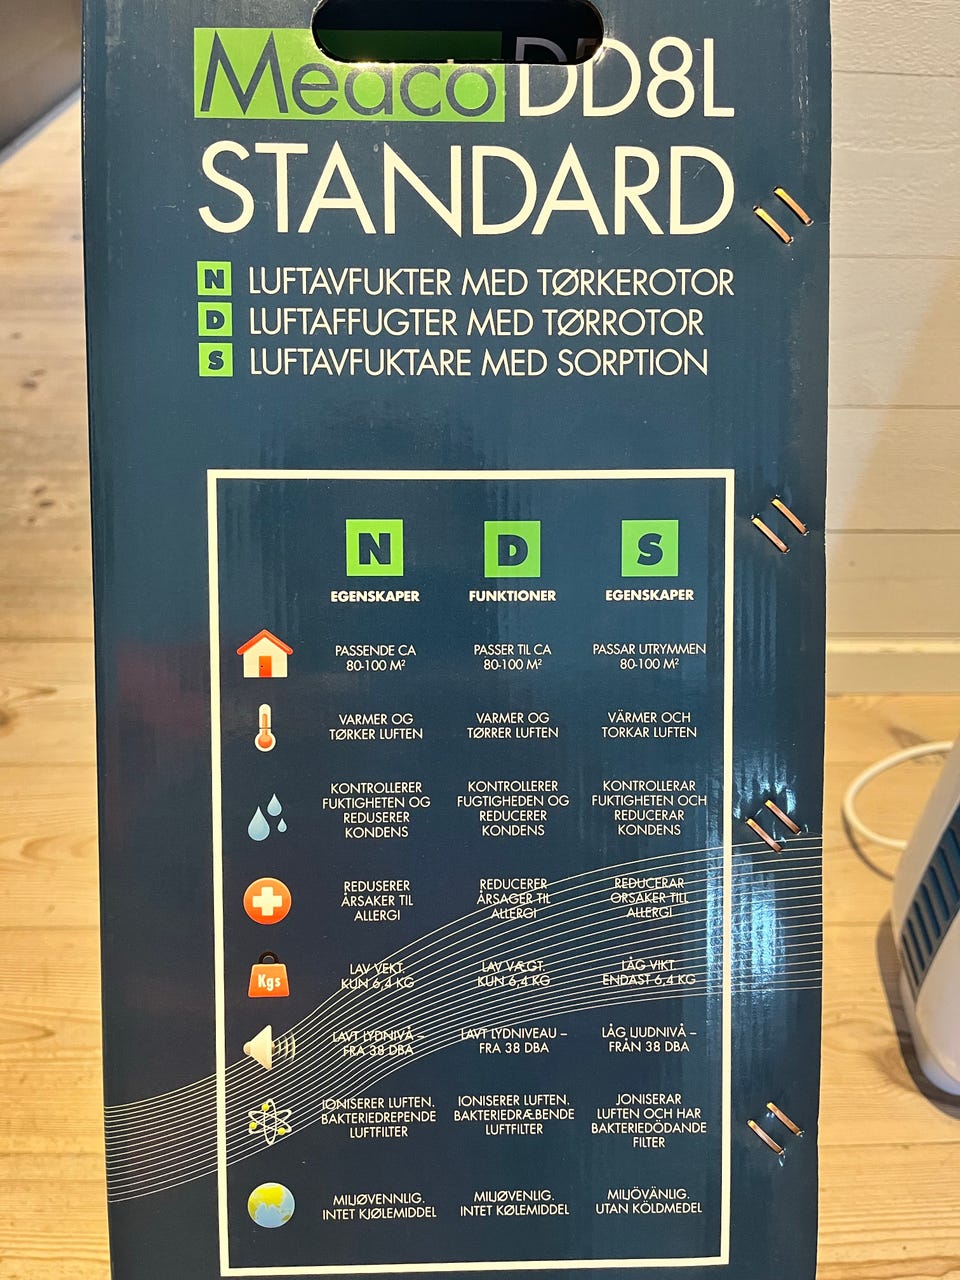 Meaco DD8L
STANDARD
N LUFTAVFUKTER MED TØRKEROTOR
D LUFTAFFUGTER MED TØRROTOR
S LUFTAVFUKTARE MED SORPTION
N D S
EGENSKAPER FUNKTIONER EGENSKAPER
PASSENDE CA
80-100 M²
PASSER TIL CA
80-100 M²
PASSAR UTRYMMEN
80-100 M²
VARMER OG
TØRKER LUFTEN
VARMER OG
TØRRER LUFTEN
VÄRMER OCH
TORKAR LUFTEN
KONTROLLERER
FUKTIGHETEN OG
REDUSERER
KONDENS
KONTROLLERER
FUGTIGHEDEN OG
REDUCERER
KONDENS
KONTROLLERAR
FUKTIGHETEN OCH
REDUCERAR
KONDENS
REDUSERER
ÅRSAKER TIL
ALLERGI
REDUCERER
ÅRSAGER TIL
ALLERGI
REDUCERAR
ORSAKER TILL
ALLERGI
Kgs
LAV VEKT.
KUN 6,4 KG
LAV VÆGT.
KUN 6,4 KG
LÅG VIKT
ENDAST 6,4 KG
LAVT LYDNIVÅ –
FRA 38 DBA
LAVT LYDNIVEAU –
FRA 38 DBA
LÅG LJUDNIVÅ –
FRÅN 38 DBA
IONISERER LUFTEN.
BAKTERIEDREPENDE
LUFTFILTER
IONISERER LUFTEN.
BAKTERIEDRÆBENDE
LUFTFILTER
JONISERAR
LUFTEN OCH HAR
BAKTERIEDÖDANDE
FILTER
MILJØVENNLIG.
INTET KJØLEMIDDEL
MILJØVENLIG.
INTET KØLEMIDDEL
MILJÖVÄNLIG.
UTAN KÖLDMEDEL